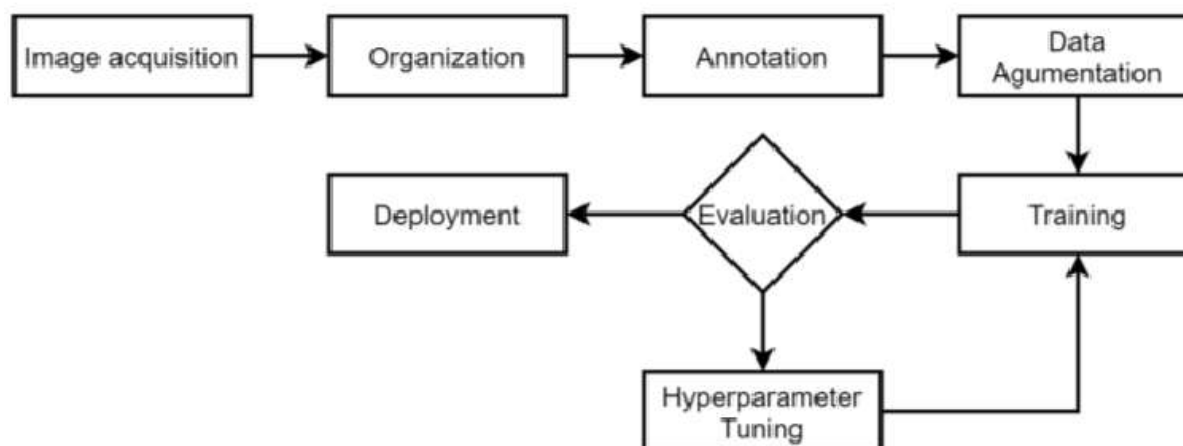 Image acquisition
Organization
Annotation
Data
Agumentation
Deployment
Evaluation
Training
Hyperparameter
Tuning